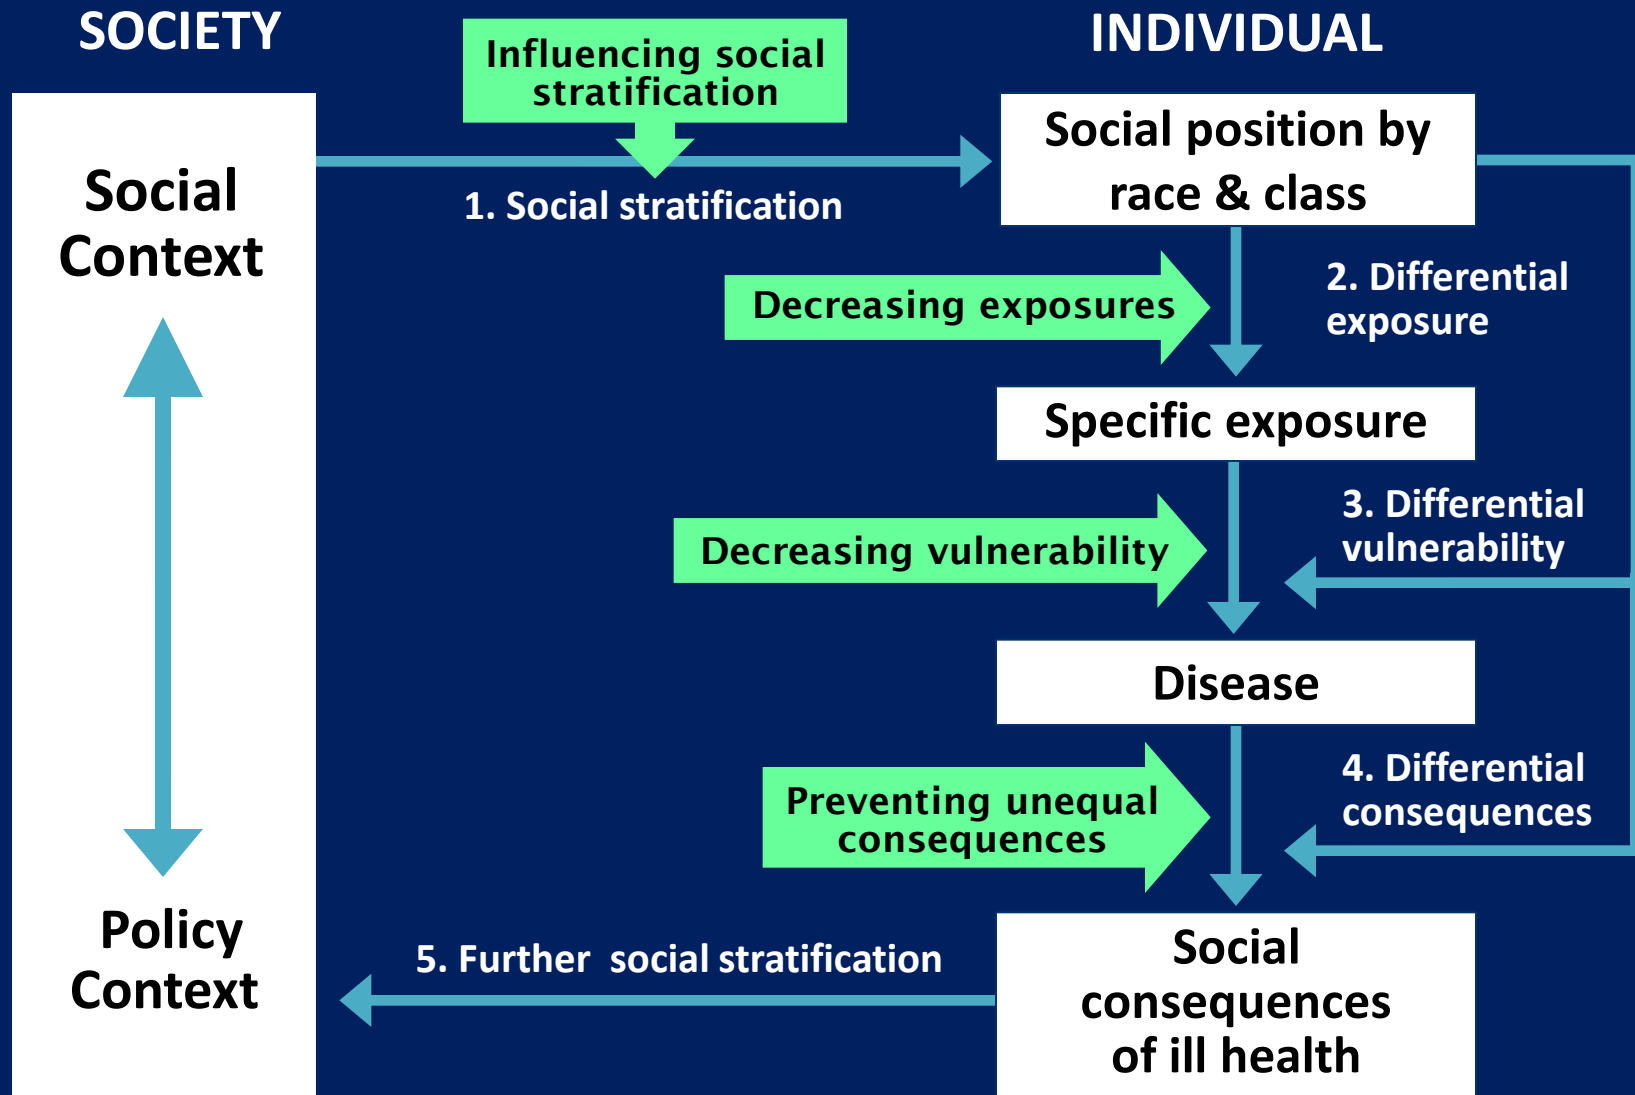 SOCIETY
INDIVIDUAL
Influencing social
stratification
Social
Context
1. Social stratification
Social position by
race & class
Decreasing exposures
2. Differential
exposure
Specific exposure
Decreasing vulnerability
3. Differential
vulnerability
Disease
Preventing unequal
consequences
4. Differential
consequences
Policy
Context
5. Further social stratification
Social
consequences
of ill health